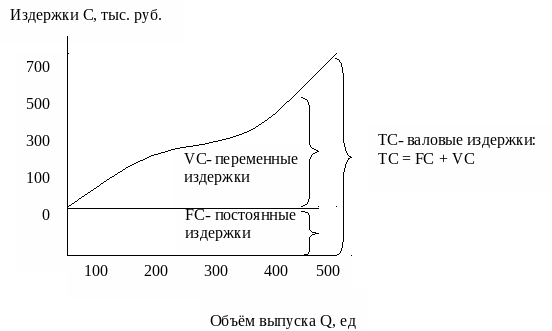 Издержки C, тыс. руб.
700
500
300
100
0
VC- переменные
издержки
FC- постоянные
издержки
TC- валовые издержки:
TC = FC + VC
100 200 300 400 500
Объём выпуска Q, ед